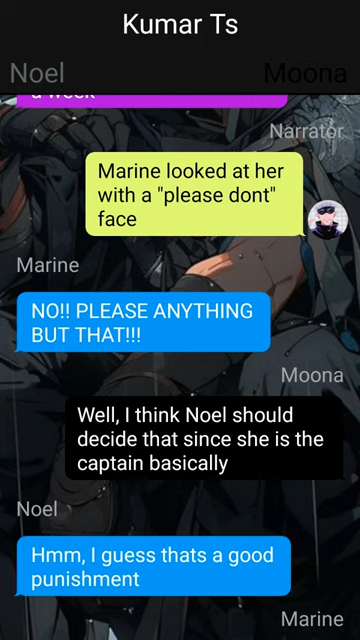 Kumar Ts
Noel
Moona
a week
Narrator
Marine looked at her
with a "please dont"
face
Marine
NO!! PLEASE ANYTHING
BUT THAT!!!
Moona
Well, I think Noel should
decide that since she is the
captain basically
Noel
Hmm, I guess thats a good
punishment
Marine